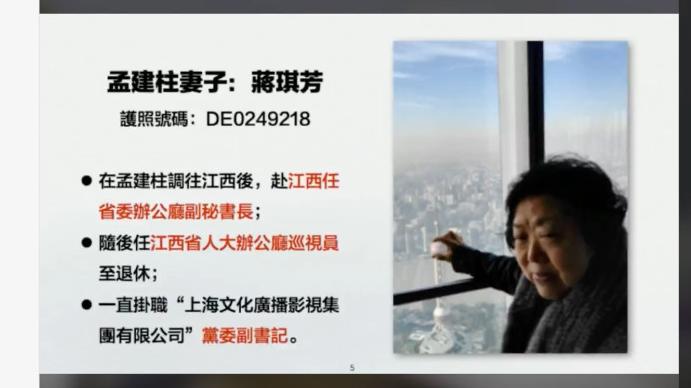 孟建柱妻子：蔣琪芳
護照號碼：DE0249218
● 在孟建柱調往江西後，赴江西任
省委辦公廳副秘書長；
● 隨後任江西省人大辦公廳巡視員
至退休；
● 一直掛職“上海文化廣播影視集
團有限公司”黨委副書記。
5